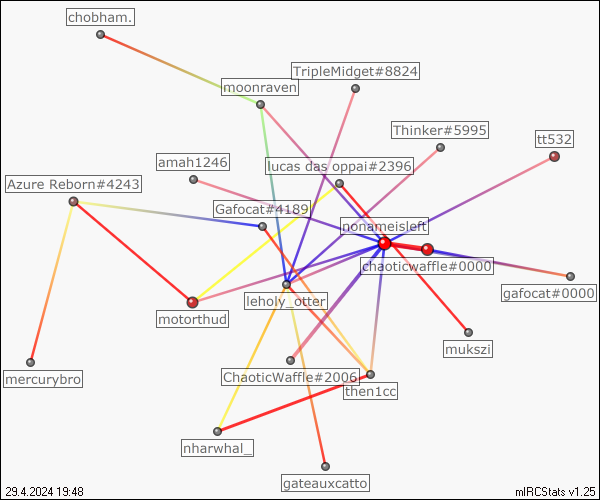 chobham.
TripleMidget#8824
moonraven
Thinker#5995
tt532
amah1246
lucas das oppai#2396
Azure Reborn#4243
Gafocat#4189
nonameisleft
chaoticwaffle#0000
gafocat#0000
leholy_otter
motorthud
mukszi
mercurybro
ChaoticWaffle#2006
then1cc
nharwhal_
gateauxcatto
29.4.2024 19:48
mIRCStats v1.25